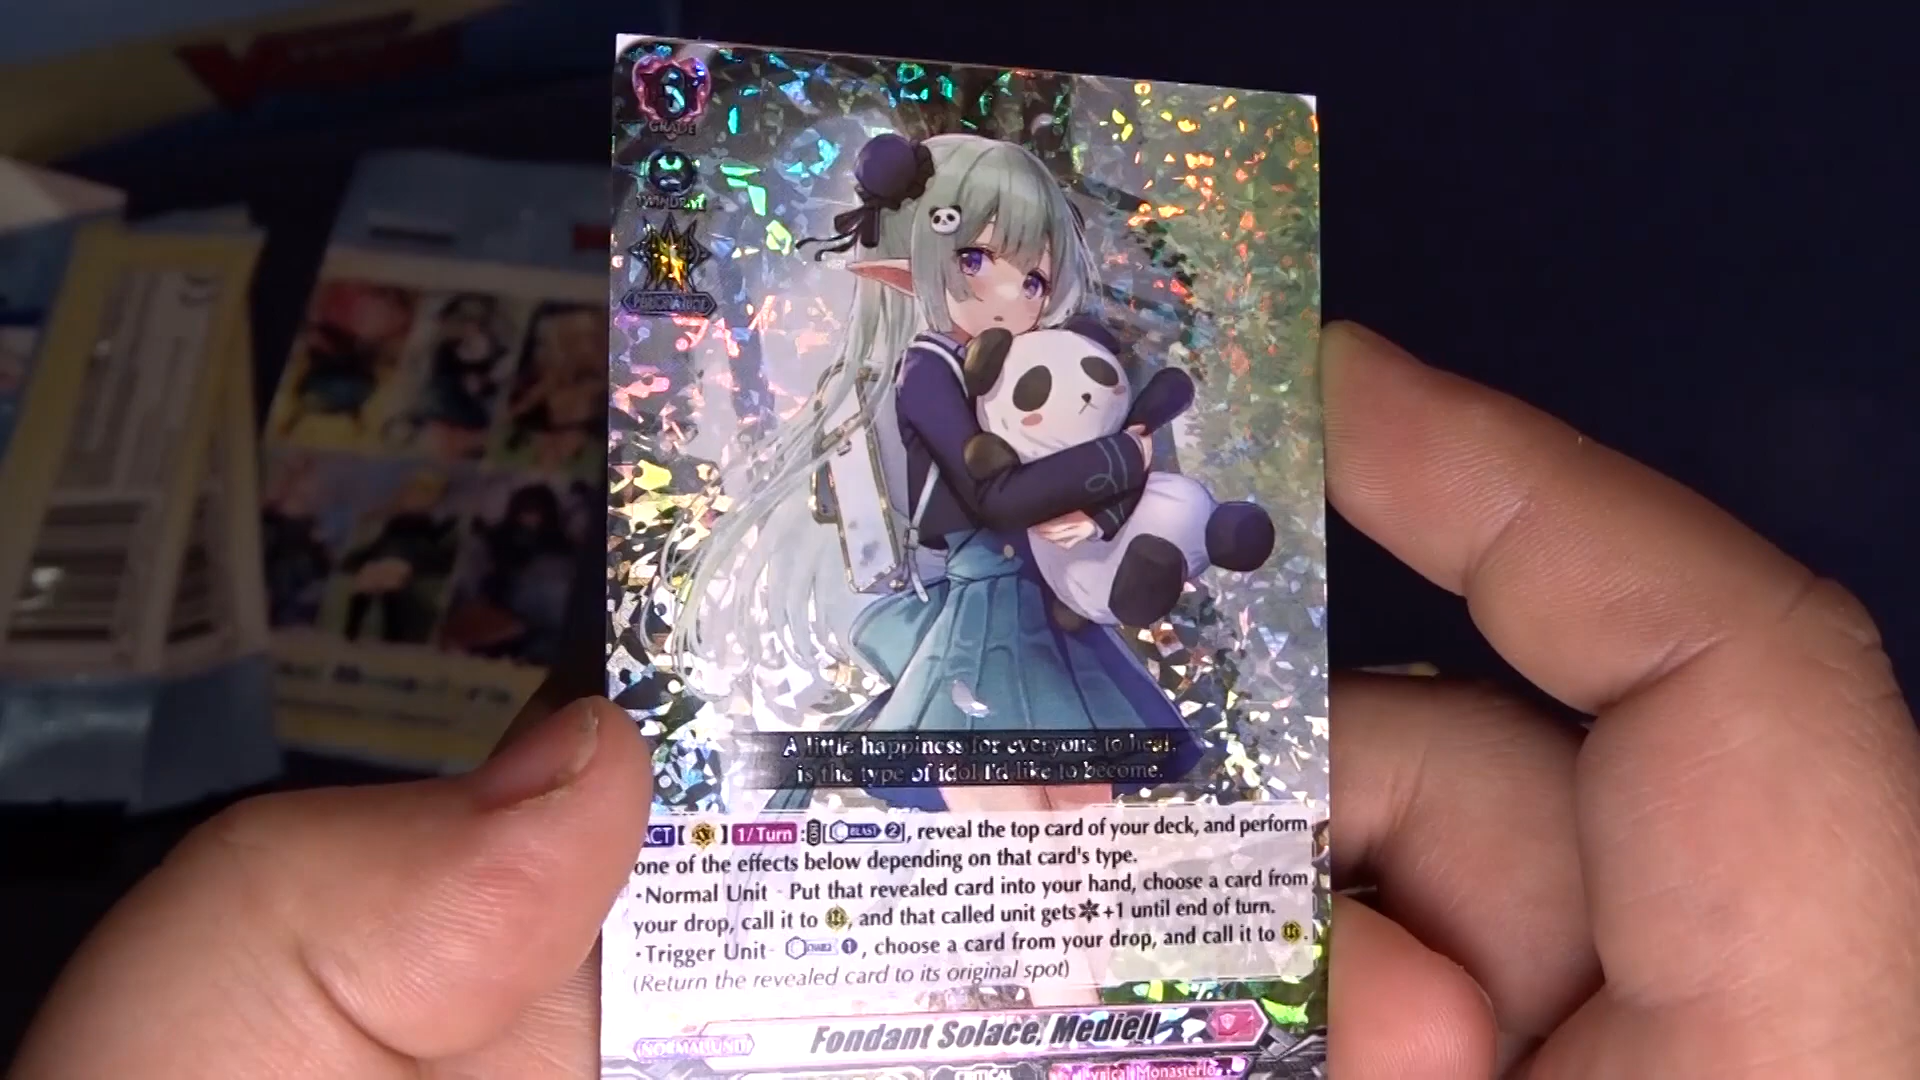 3
GRADE
TWINDRIVE
A little happiness for everyone to heal,
is the type of idol I'd like to become.
ACT【 】1/Turn : [ BLAST 2], reveal the top card of your deck, and perform
one of the effects below depending on that card's type.
・Normal Unit - Put that revealed card into your hand, choose a card from
your drop, call it to , and that called unit gets +1 until end of turn.
・Trigger Unit- 1 , choose a card from your drop, and call it to .
(Return the revealed card to its original spot)
NORMAL UNIT
Fondant Solace, Mediell
CRITICAL
Lyrical Monasterio